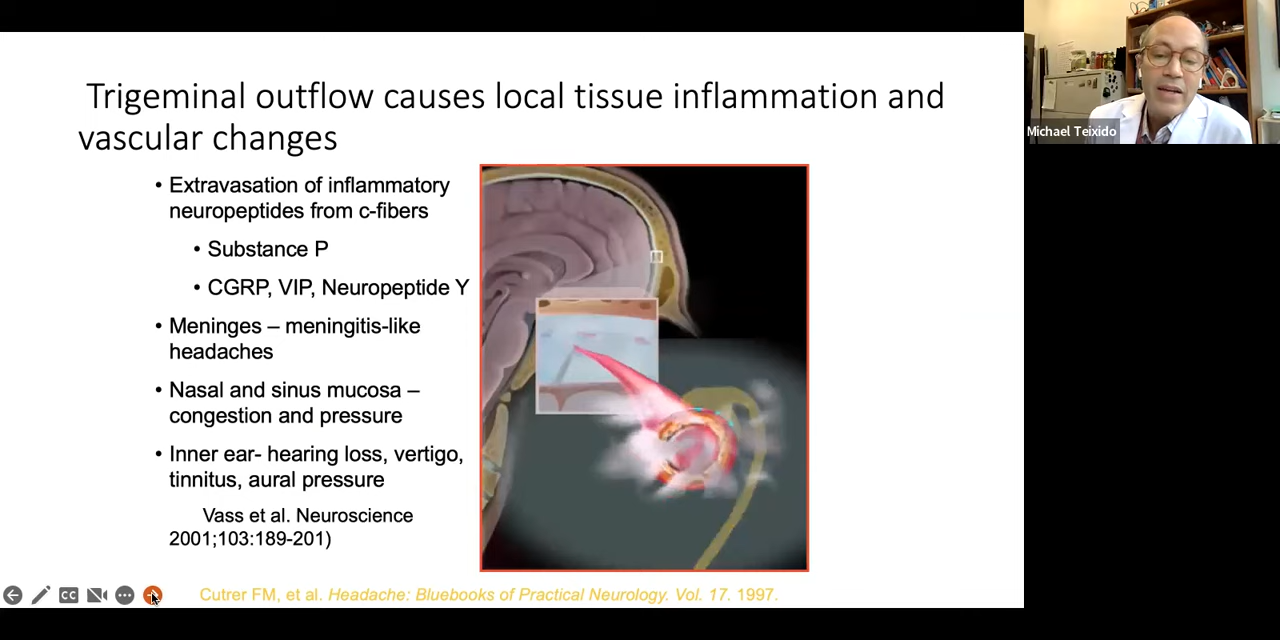 Trigeminal outflow causes local tissue inflammation and
vascular changes
• Extravasation of inflammatory
neuropeptides from c-fibers
• Substance P
• CGRP, VIP, Neuropeptide Y
• Meninges – meningitis-like
headaches
• Nasal and sinus mucosa –
congestion and pressure
• Inner ear- hearing loss, vertigo,
tinnitus, aural pressure
Vass et al. Neuroscience
2001;103:189-201)
Cutrer FM, et al. Headache: Bluebooks of Practical Neurology. Vol. 17. 1997.
CC
Michael Teixido